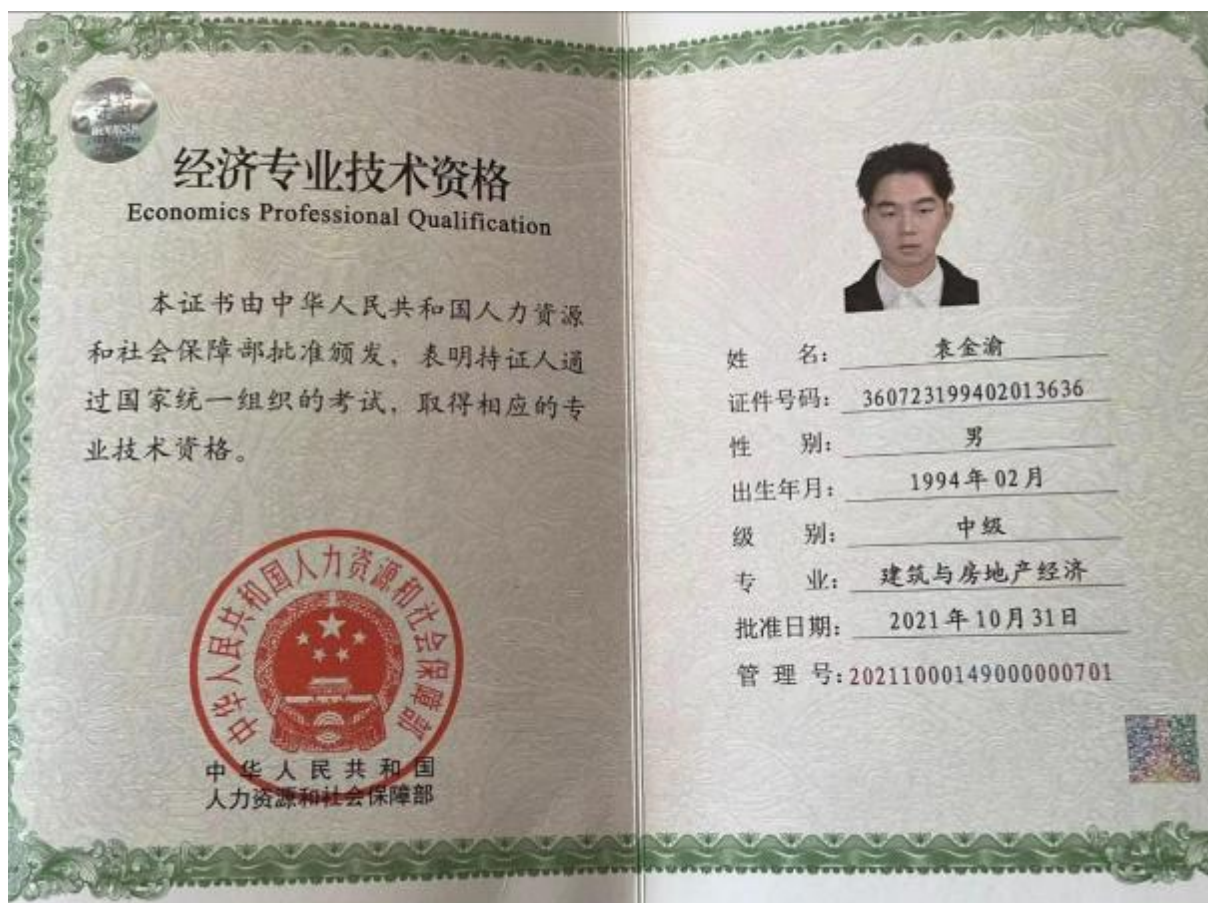 经济专业技术资格
Economics Professional Qualification
本证书由中华人民共和国人力资源
和社会保障部批准颁发，表明持证人通
过国家统一组织的考试，取得相应的专
业技术资格。
中华人民共和国人力资源和社会保障部
中华人民共和国
人力资源和社会保障部
姓名：袁金渝
证件号码：360723199402013636
性别：男
出生年月：1994年02月
级别：中级
专业：建筑与房地产经济
批准日期：2021年10月31日
管理号：20211000149000000701